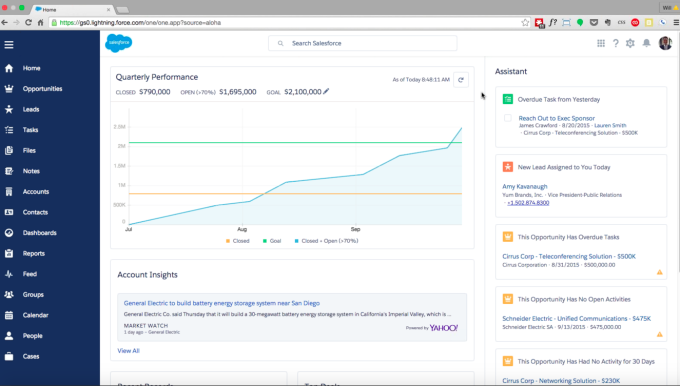 Home
Will
https://gs0.lightning.force.com/one/one.app?source=aloha
salesforce
Search Salesforce
Home
Opportunities
Leads
Tasks
Files
Notes
Accounts
Contacts
Dashboards
Reports
Feed
Groups
Calendar
People
Cases
Quarterly Performance
As of Today 8:48:11 AM
CLOSED $790,000 OPEN (>70%) $1,695,000 GOAL $2,100,000
2.5M
2M
1.5M
1M
500K
0
Jul Aug Sep
Closed Goal Closed + Open (>70%)
Account Insights
General Electric to build battery energy storage system near San Diego
General Electric Co. said Thursday that it will build a 30-megawatt battery energy storage system in California's Imperial Valley, which is ...
MARKET WATCH
1 day ago - General Electric
Powered by YAHOO!
View All
Assistant
Overdue Task from Yesterday
Reach Out to Exec Sponsor
James Crawford - 8/20/2015 - Lauren Smith
- Cirrus Corp - Teleconferencing Solution - $500K
New Lead Assigned to You Today
Amy Kavanaugh
Yum Brands, Inc. - Vice President-Public Relations
- +1.502.874.8300
This Opportunity Has Overdue Tasks
Cirrus Corp - Teleconferencing Solution - $500K
Cirrus Corporation - 8/31/2015 - $500,000.00
This Opportunity Has No Open Activities
Schneider Electric - Unified Communications - $475K
Schneider Electric SA - 9/13/2015 - $475,000.00
This Opportunity Has Had No Activity for 30 Days
Cirrus Corp - Networking Solution - $230K